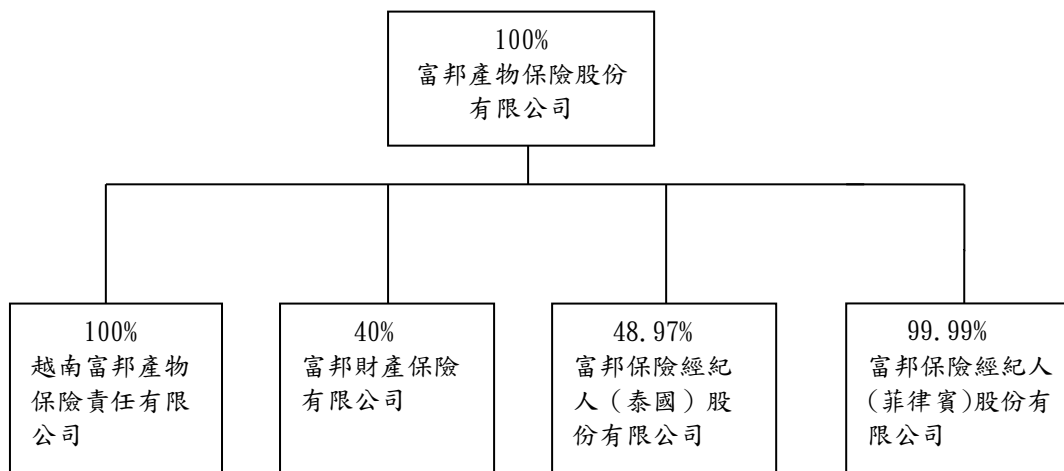 100%
富邦產物保險股份
有限公司
100%
越南富邦產物
保險責任有限
公司
40%
富邦財產保險
有限公司
48.97%
富邦保險經紀
人（泰國）股
份有限公司
99.99%
富邦保險經紀人
(菲律賓)股份有
限公司